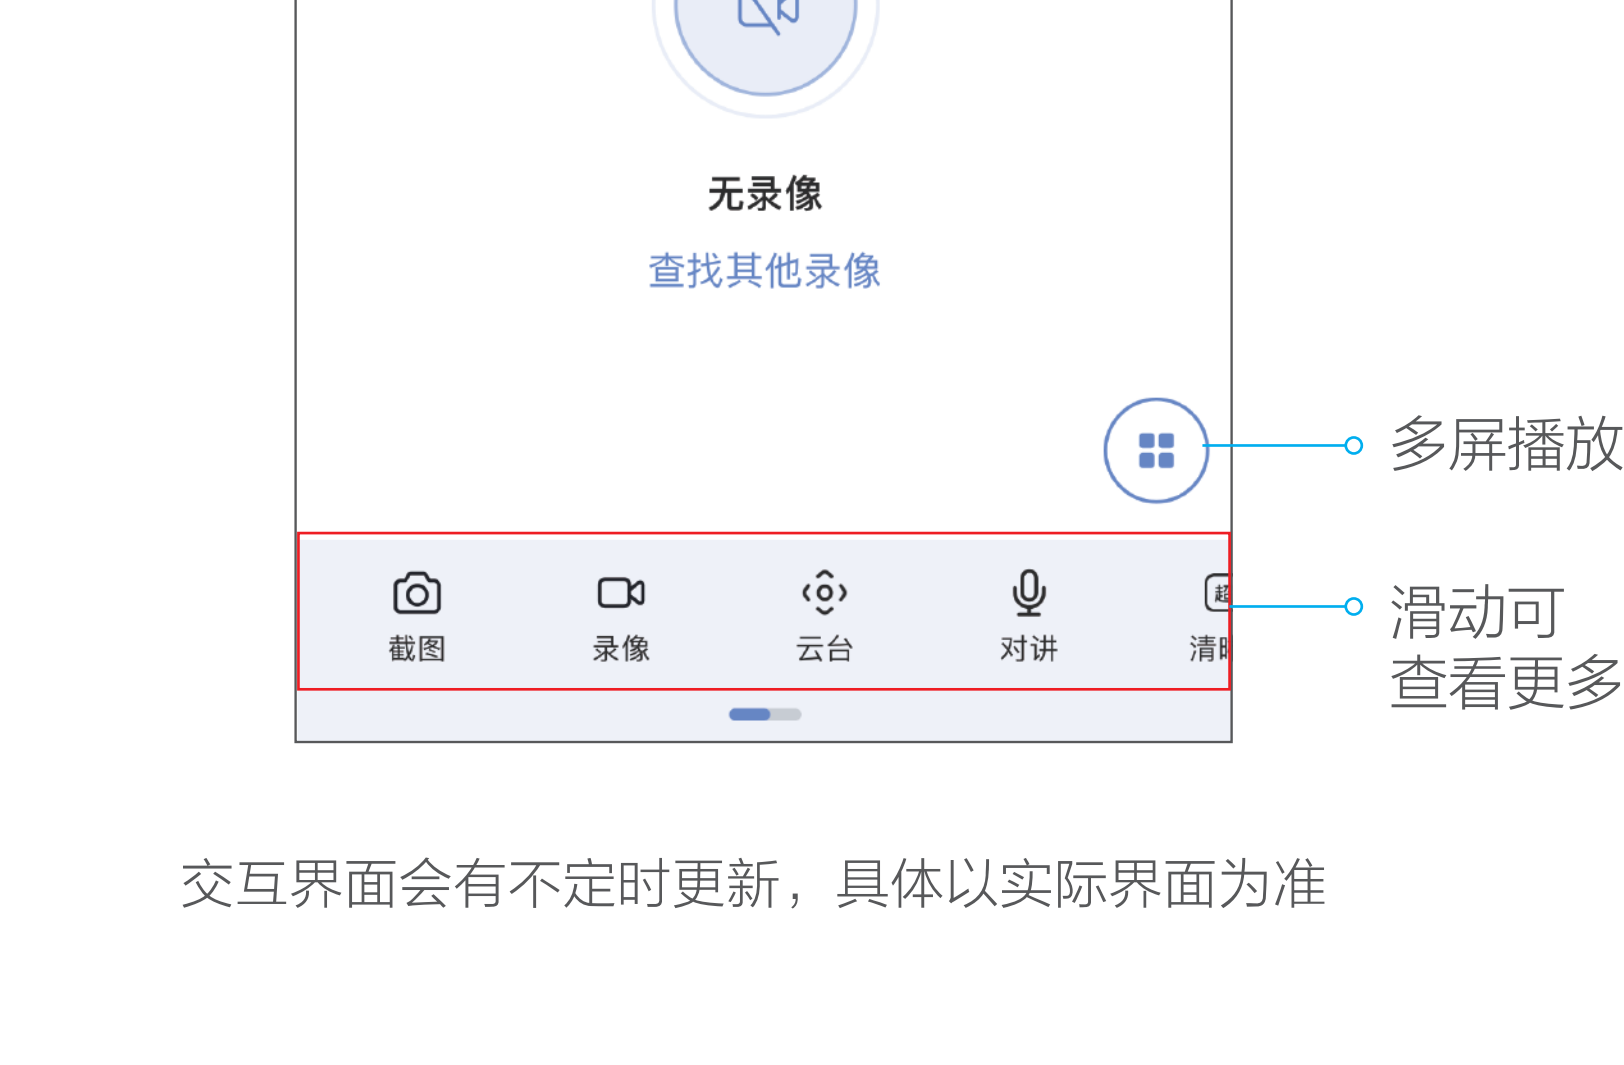 无录像
查找其他录像
多屏播放
截图 录像 云台 对讲
滑动可
查看更多
交互界面会有不定时更新，具体以实际界面为准